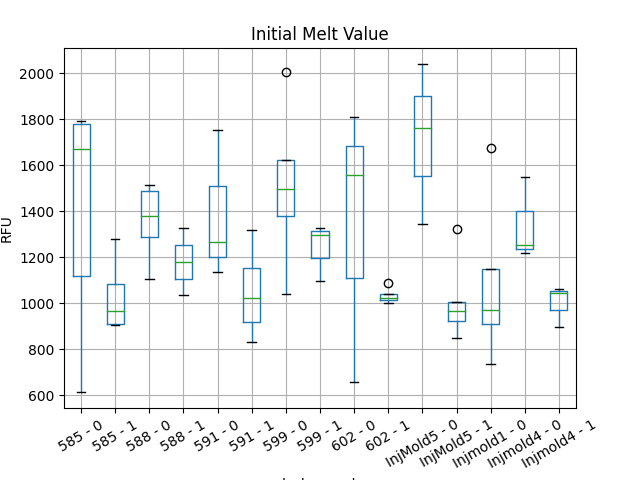 Initial Melt Value
RFU
2000
1800
1600
1400
1200
1000
800
600
585 - 0
585 - 1
588 - 0
588 - 1
591 - 0
591 - 1
599 - 0
599 - 1
602 - 0
602 - 1
InjMold5 - 0
InjMold5 - 1
Injmold1 - 0
Injmold4 - 0
Injmold4 - 1